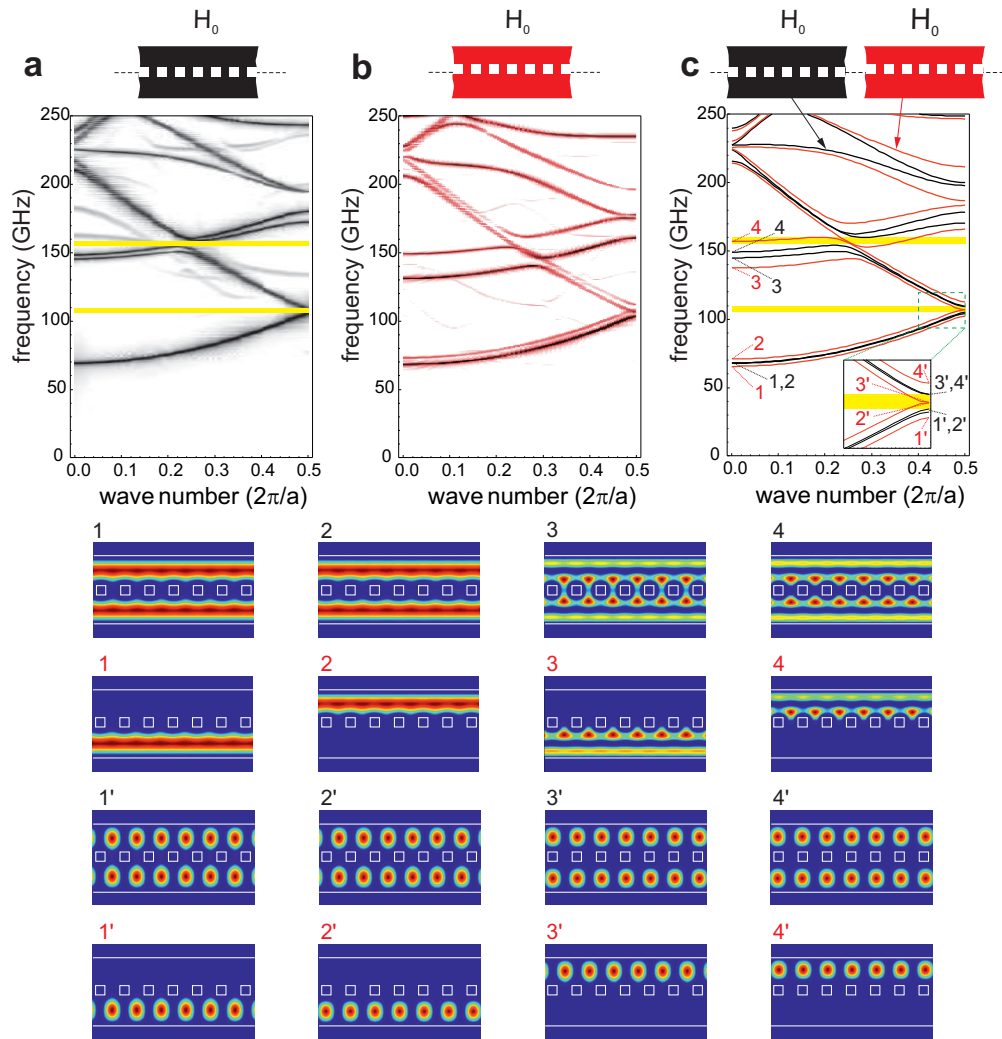 H₀ H₀ H₀ H₀
a b c
250 250 250
200 200 200
150 150 150
100 100 100
50 50 50
frequency (GHz) frequency (GHz) frequency (GHz)
4 4
3 3
2
1 1,2
4'
3' 3',4'
2' 1',2'
1'
0 0.1 0.2 0.3 0.4 0.5 0 0.1 0.2 0.3 0.4 0.5 0.0 0.1 0.2 0.3 0.4 0.5
wave number (2π/a) wave number (2π/a) wave number (2π/a)
1 2 3 4
1 2 3 4
1' 2' 3' 4'
1' 2' 3' 4'